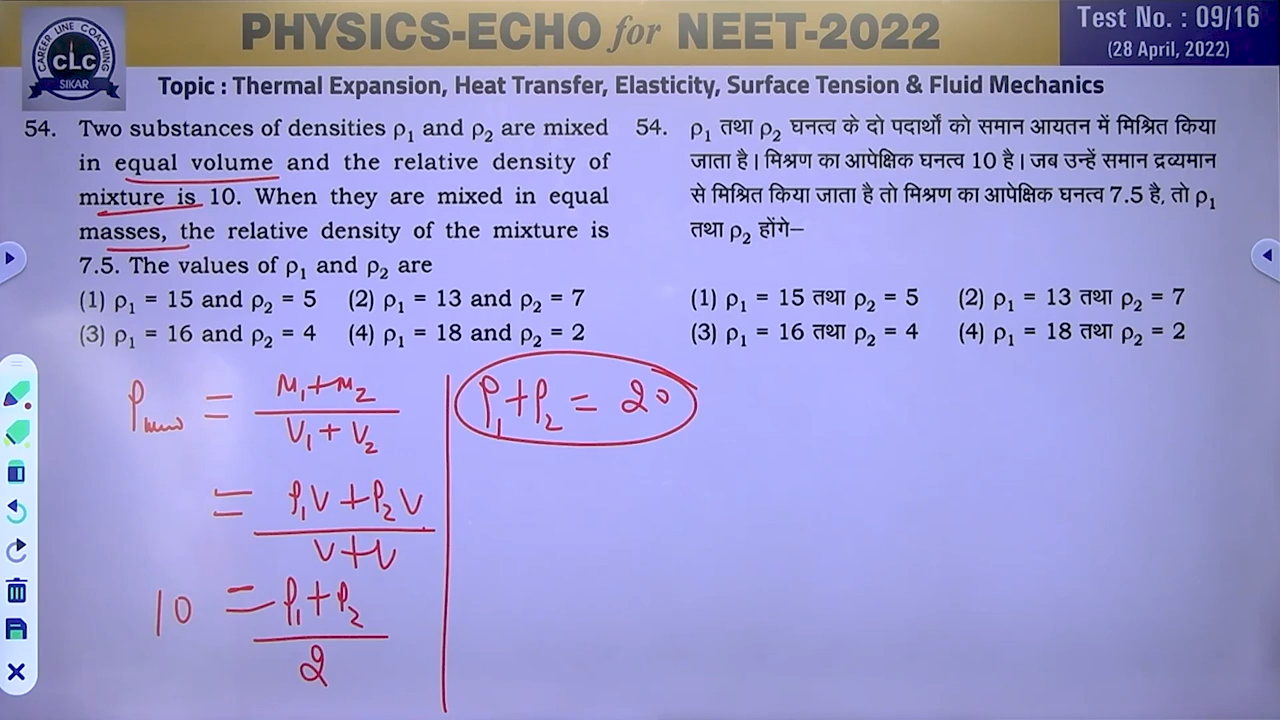 CAREER LINE COACHING
CLC
SIKAR
PHYSICS-ECHO for NEET-2022
Test No. : 09/16
(28 April, 2022)
Topic : Thermal Expansion, Heat Transfer, Elasticity, Surface Tension & Fluid Mechanics
54. Two substances of densities ρ₁ and ρ₂ are mixed
in equal volume and the relative density of
mixture is 10. When they are mixed in equal
masses, the relative density of the mixture is
7.5. The values of ρ₁ and ρ₂ are
(1) ρ₁ = 15 and ρ₂ = 5 (2) ρ₁ = 13 and ρ₂ = 7
(3) ρ₁ = 16 and ρ₂ = 4 (4) ρ₁ = 18 and ρ₂ = 2
54. ρ₁ तथा ρ₂ घनत्व के दो पदार्थों को समान आयतन में मिश्रित किया
जाता है। मिश्रण का आपेक्षिक घनत्व 10 है। जब उन्हें समान द्रव्यमान
से मिश्रित किया जाता है तो मिश्रण का आपेक्षिक घनत्व 7.5 है, तो ρ₁
तथा ρ₂ होंगे–
(1) ρ₁ = 15 तथा ρ₂ = 5 (2) ρ₁ = 13 तथा ρ₂ = 7
(3) ρ₁ = 16 तथा ρ₂ = 4 (4) ρ₁ = 18 तथा ρ₂ = 2
ρ = M₁+M₂
V₁ + V₂
= ρ₁V + ρ₂V
V+V
10 = ρ₁+ρ₂
2
ρ₁+ρ₂ = 20